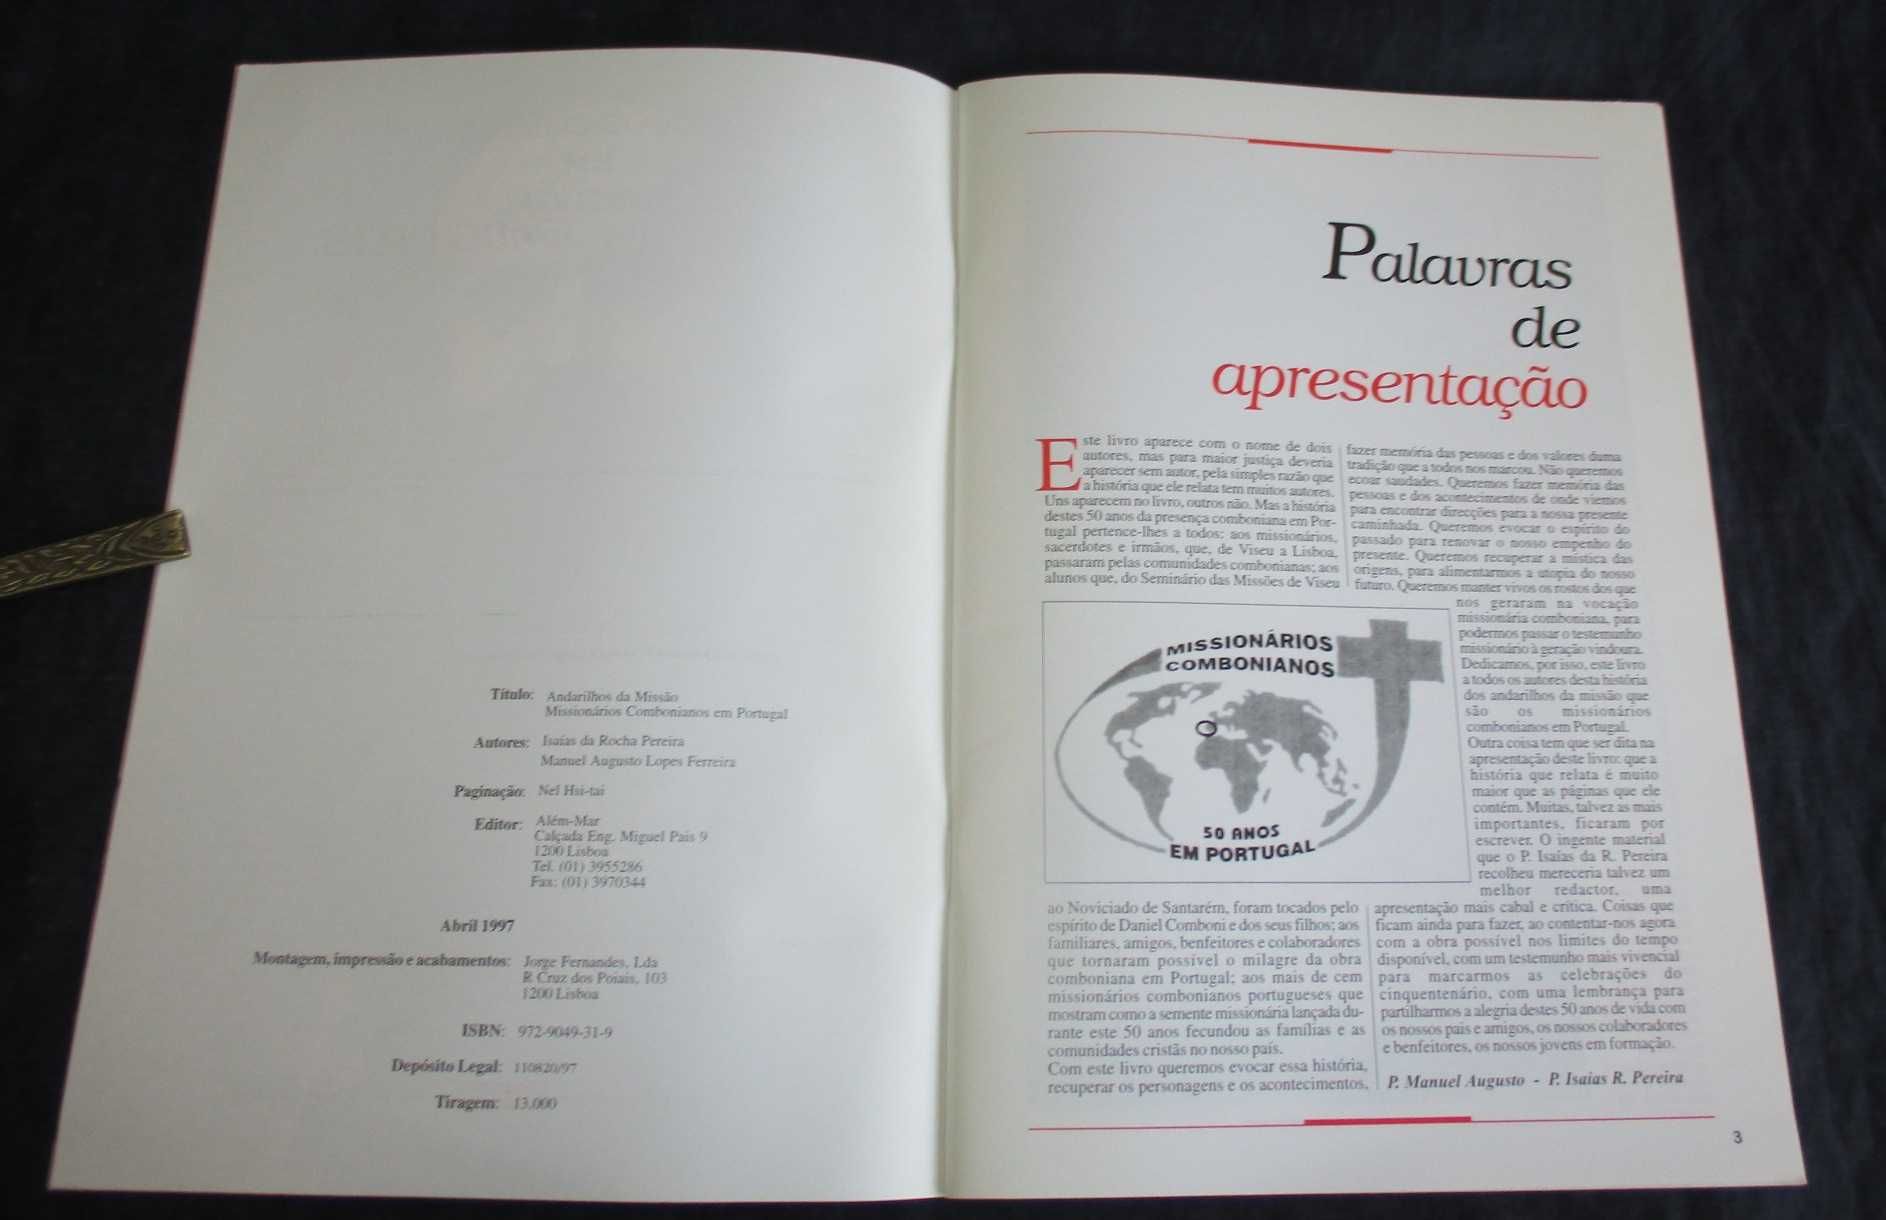 Título: Andarilhos da Missão
Missionários Combonianos em Portugal
Autores: Isaías da Rocha Pereira
Manuel Augusto Lopes Ferreira
Paginação: Nel Hsi-tai
Editor: Além-Mar
Calçada Eng. Miguel Pais 9
1200 Lisboa
Tel. (01) 3955286
Fax: (01) 3970344
Abril 1997
Montagem, impressão e acabamentos: Jorge Fernandes, Lda
R Cruz dos Poiais, 103
1200 Lisboa
ISBN: 972-9049-31-9
Depósito Legal: 110820/97
Tiragem: 13.000
Palavras
de
apresentação
Este livro aparece com o nome de dois
autores, mas para maior justiça deveria
aparecer sem autor, pela simples razão que
a história que ele relata tem muitos autores.
Uns aparecem no livro, outros não. Mas a história
destes 50 anos da presença comboniana em Por-
tugal pertence-lhes a todos: aos missionários,
sacerdotes e irmãos, que, de Viseu a Lisboa,
passaram pelas comunidades combonianas; aos
alunos que, do Seminário das Missões de Viseu
MISSIONÁRIOS
COMBONIANOS
50 ANOS
EM PORTUGAL
ao Noviciado de Santarém, foram tocados pelo
espírito de Daniel Comboni e dos seus filhos; aos
familiares, amigos, benfeitores e colaboradores
que tornaram possível o milagre da obra
comboniana em Portugal; aos mais de cem
missionários combonianos portugueses que
mostram como a semente missionária lançada du-
rante este 50 anos fecundou as famílias e as
comunidades cristãs no nosso país.
Com este livro queremos evocar essa história,
recuperar os personagens e os acontecimentos,
fazer memória das pessoas e dos valores duma
tradição que a todos nos marcou. Não queremos
ecoar saudades. Queremos fazer memória das
pessoas e dos acontecimentos de onde viemos
para encontrar direcções para a nossa presente
caminhada. Queremos evocar o espírito do
passado para renovar o nosso empenho do
presente. Queremos recuperar a mística das
origens, para alimentarmos a utopia do nosso
futuro. Queremos manter vivos os rostos dos que
nos geraram na vocação
missionária comboniana, para
podermos passar o testemunho
missionário à geração vindoura.
Dedicamos, por isso, este livro
a todos os autores desta história
dos andarilhos da missão que
são os missionários
combonianos em Portugal.
Outra coisa tem que ser dita na
apresentação deste livro: que a
história que relata é muito
maior que as páginas que ele
contém. Muitas, talvez as mais
importantes, ficaram por
escrever. O ingente material
que o P. Isaías da R. Pereira
recolheu mereceria talvez um
melhor redactor, uma
apresentação mais cabal e crítica. Coisas que
ficam ainda para fazer, ao contentar-nos agora
com a obra possível nos limites do tempo
disponível, com um testemunho mais vivencial
para marcarmos as celebrações do
cinquentenário, com uma lembrança para
partilharmos a alegria destes 50 anos de vida com
os nossos pais e amigos, os nossos colaboradores
e benfeitores, os nossos jovens em formação.
P. Manuel Augusto - P. Isaías R. Pereira
3